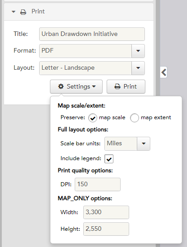 Print
Title: Urban Drawdown Initiative
Format: PDF
Layout: Letter - Landscape
Settings Print
Map scale/extent:
Preserve: map scale map extent
Full layout options:
Scale bar units: Miles
Include legend:
Print quality options:
DPI: 150
MAP_ONLY options:
Width: 3,300
Height: 2,550